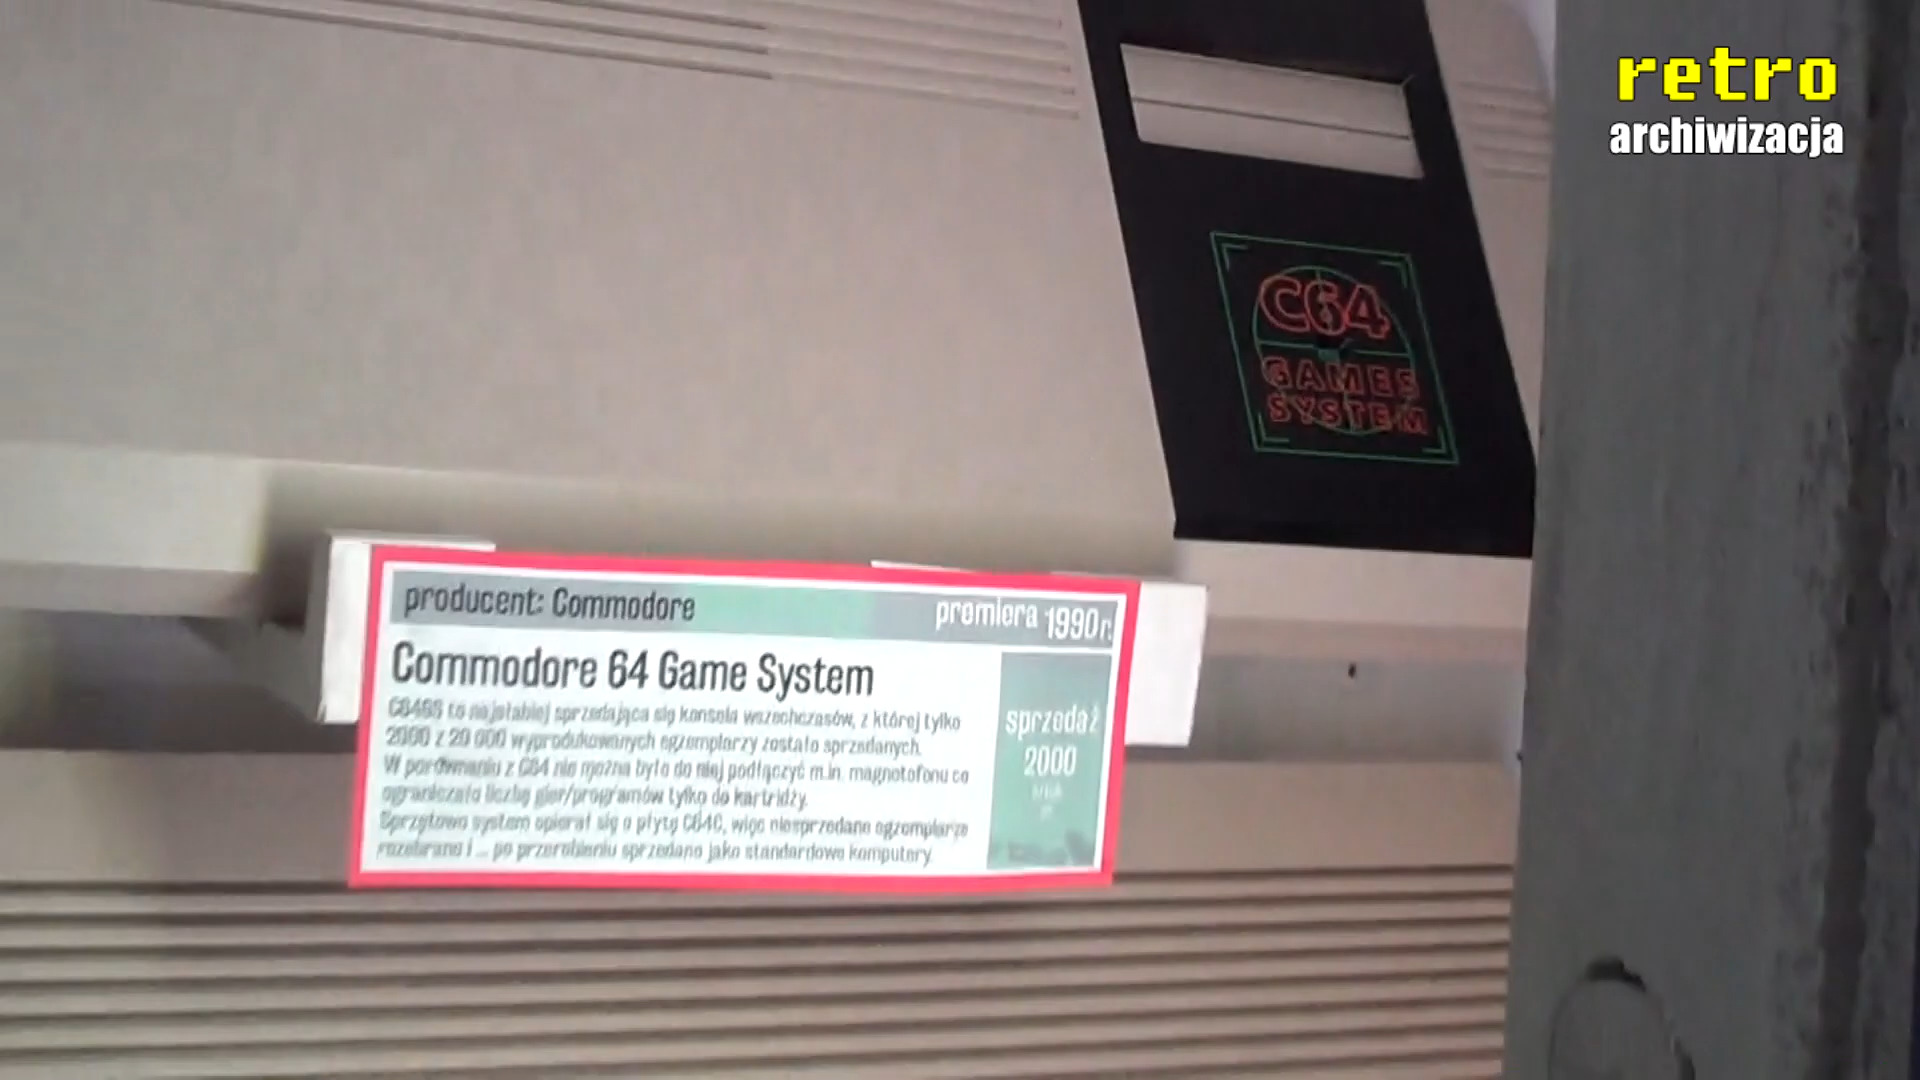 retro
archiwizacja
C64
GAMES
SYSTEM
producent: Commodore
premiera 1990 r.
Commodore 64 Game System
C64GS to najsłabiej sprzedająca się konsola wszechczasów, z której tylko
2000 z 20 000 wyprodukowanych egzemplarzy zostało sprzedanych.
W porównaniu z C64 nie można było do niej podłączyć m.in. magnetofonu co
ograniczało liczbę gier/programów tylko do kartridży.
Sprzętowo system opierał się o płytę C64C, więc niesprzedane egzemplarze
rozebrano i ... po przerobieniu sprzedano jako standardowe komputery.
sprzedaż
2000